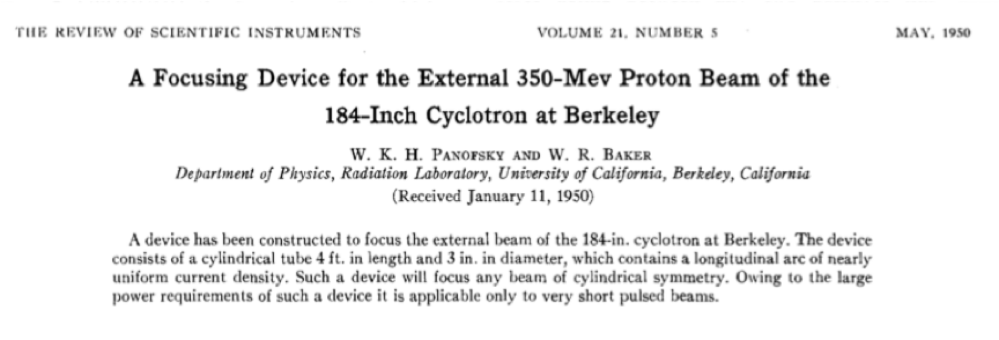 THE REVIEW OF SCIENTIFIC INSTRUMENTS VOLUME 21, NUMBER 5 MAY, 1950
A Focusing Device for the External 350-Mev Proton Beam of the
184-Inch Cyclotron at Berkeley
W. K. H. PANOFSKY AND W. R. BAKER
Department of Physics, Radiation Laboratory, University of California, Berkeley, California
(Received January 11, 1950)
A device has been constructed to focus the external beam of the 184-in. cyclotron at Berkeley. The device
consists of a cylindrical tube 4 ft. in length and 3 in. in diameter, which contains a longitudinal arc of nearly
uniform current density. Such a device will focus any beam of cylindrical symmetry. Owing to the large
power requirements of such a device it is applicable only to very short pulsed beams.